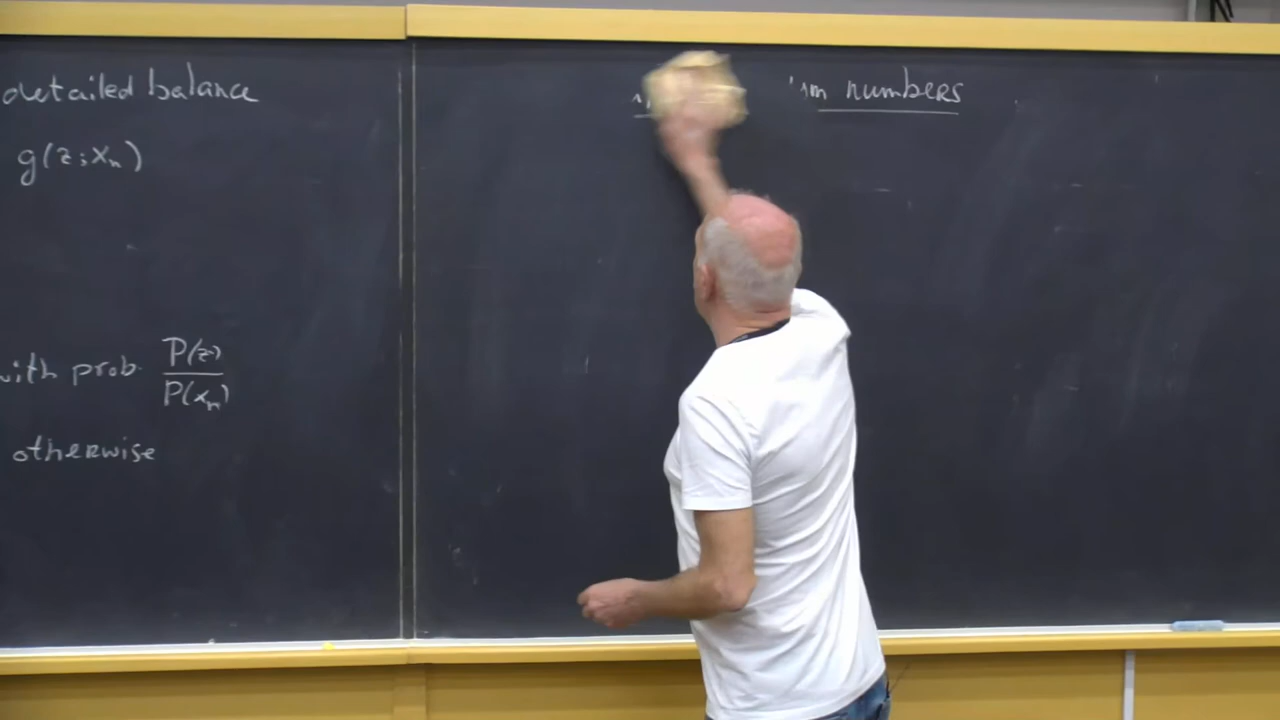 detailed balance
g(z;xₙ)
with prob. P(z)/P(xₙ)
otherwise
numbers